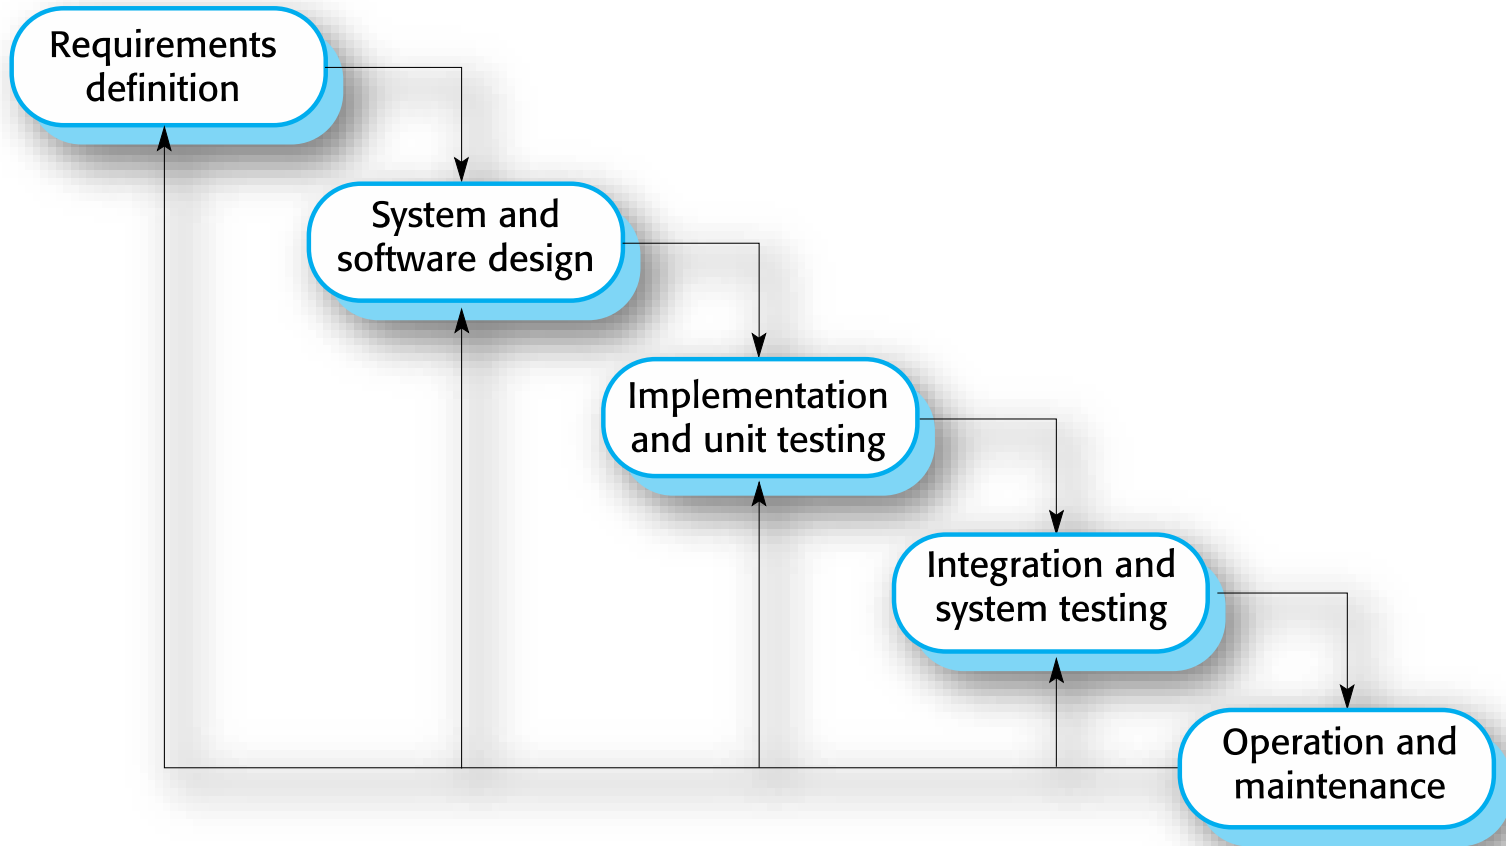 Requirements
definition
System and
software design
Implementation
and unit testing
Integration and
system testing
Operation and
maintenance